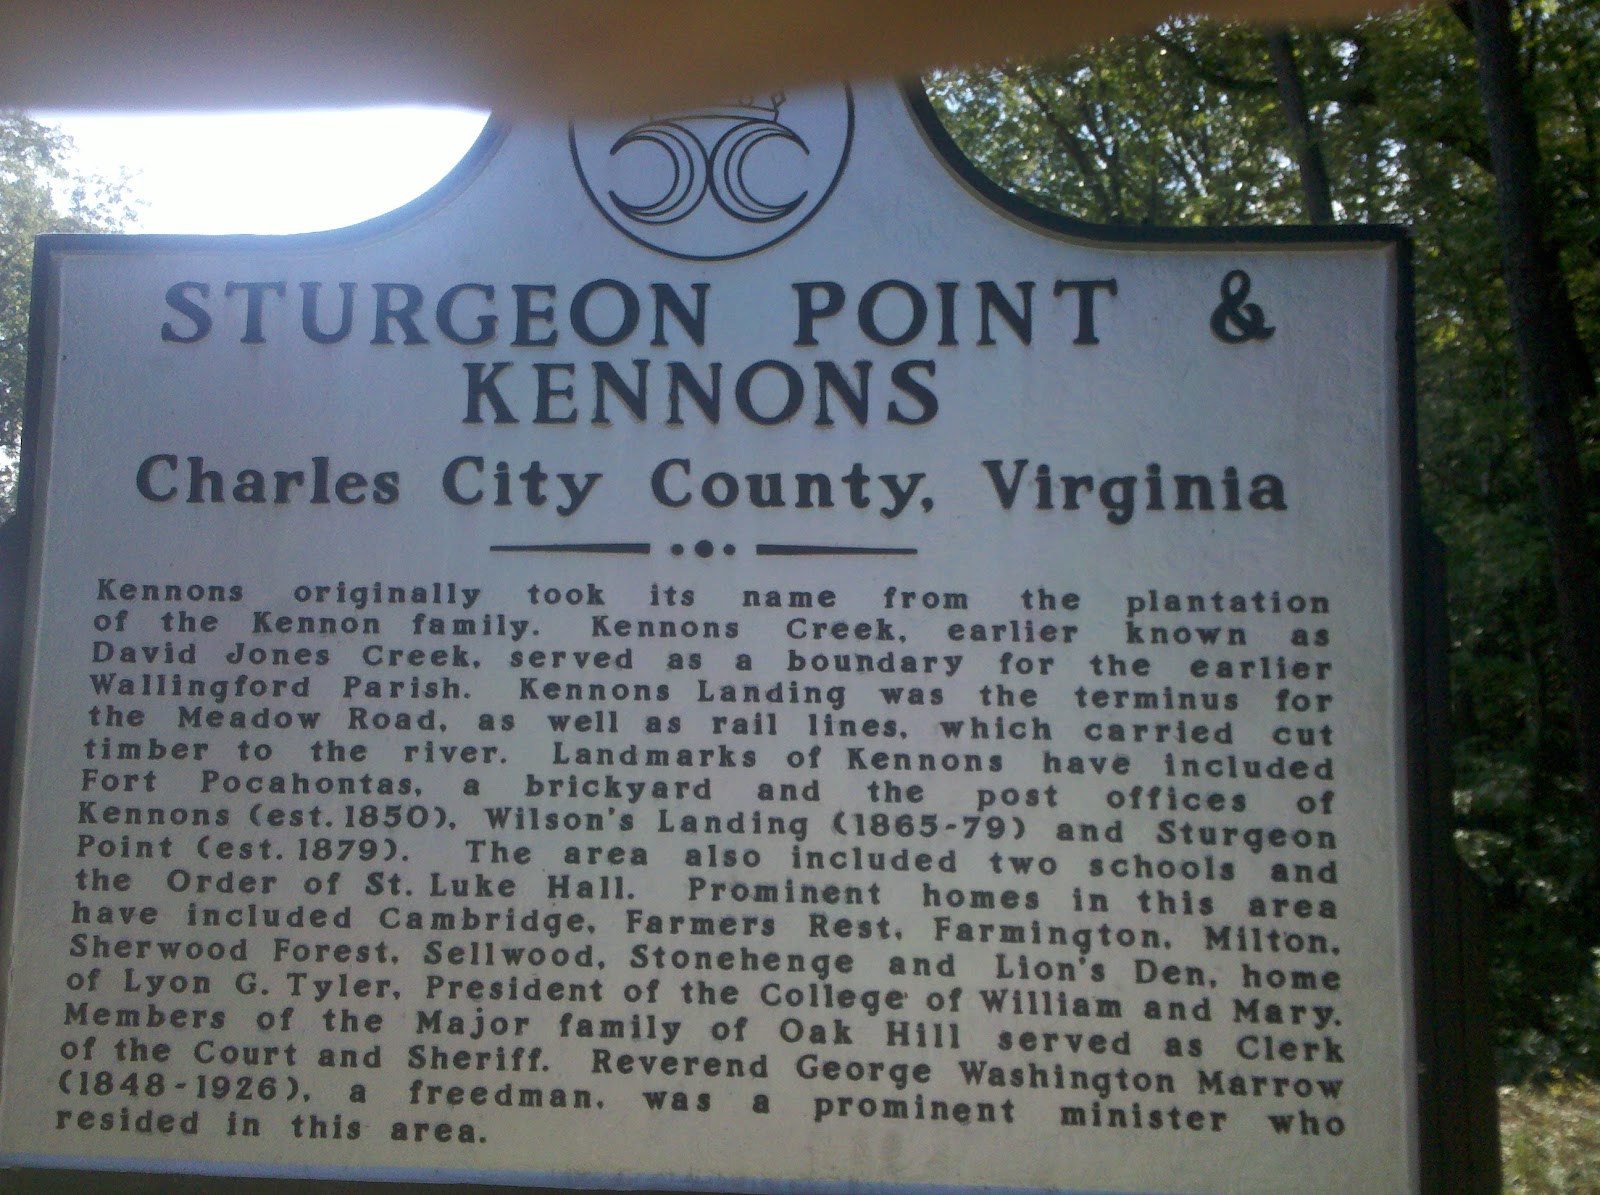 STURGEON POINT &
KENNONS
Charles City County, Virginia
Kennons originally took its name from the plantation
of the Kennon family. Kennons Creek, earlier known as
David Jones Creek, served as a boundary for the earlier
Wallingford Parish. Kennons Landing was the terminus for
the Meadow Road, as well as rail lines, which carried cut
timber to the river. Landmarks of Kennons have included
Fort Pocahontas, a brickyard and the post offices of
Kennons (est. 1850), Wilson's Landing (1865-79) and Sturgeon
Point (est. 1879). The area also included two schools and
the Order of St. Luke Hall. Prominent homes in this area
have included Cambridge, Farmers Rest, Farmington, Milton,
Sherwood Forest, Sellwood, Stonehenge and Lion's Den, home
of Lyon G. Tyler, President of the College of William and Mary.
Members of the Major family of Oak Hill served as Clerk
of the Court and Sheriff. Reverend George Washington Marrow
(1848-1926), a freedman, was a prominent minister who
resided in this area.